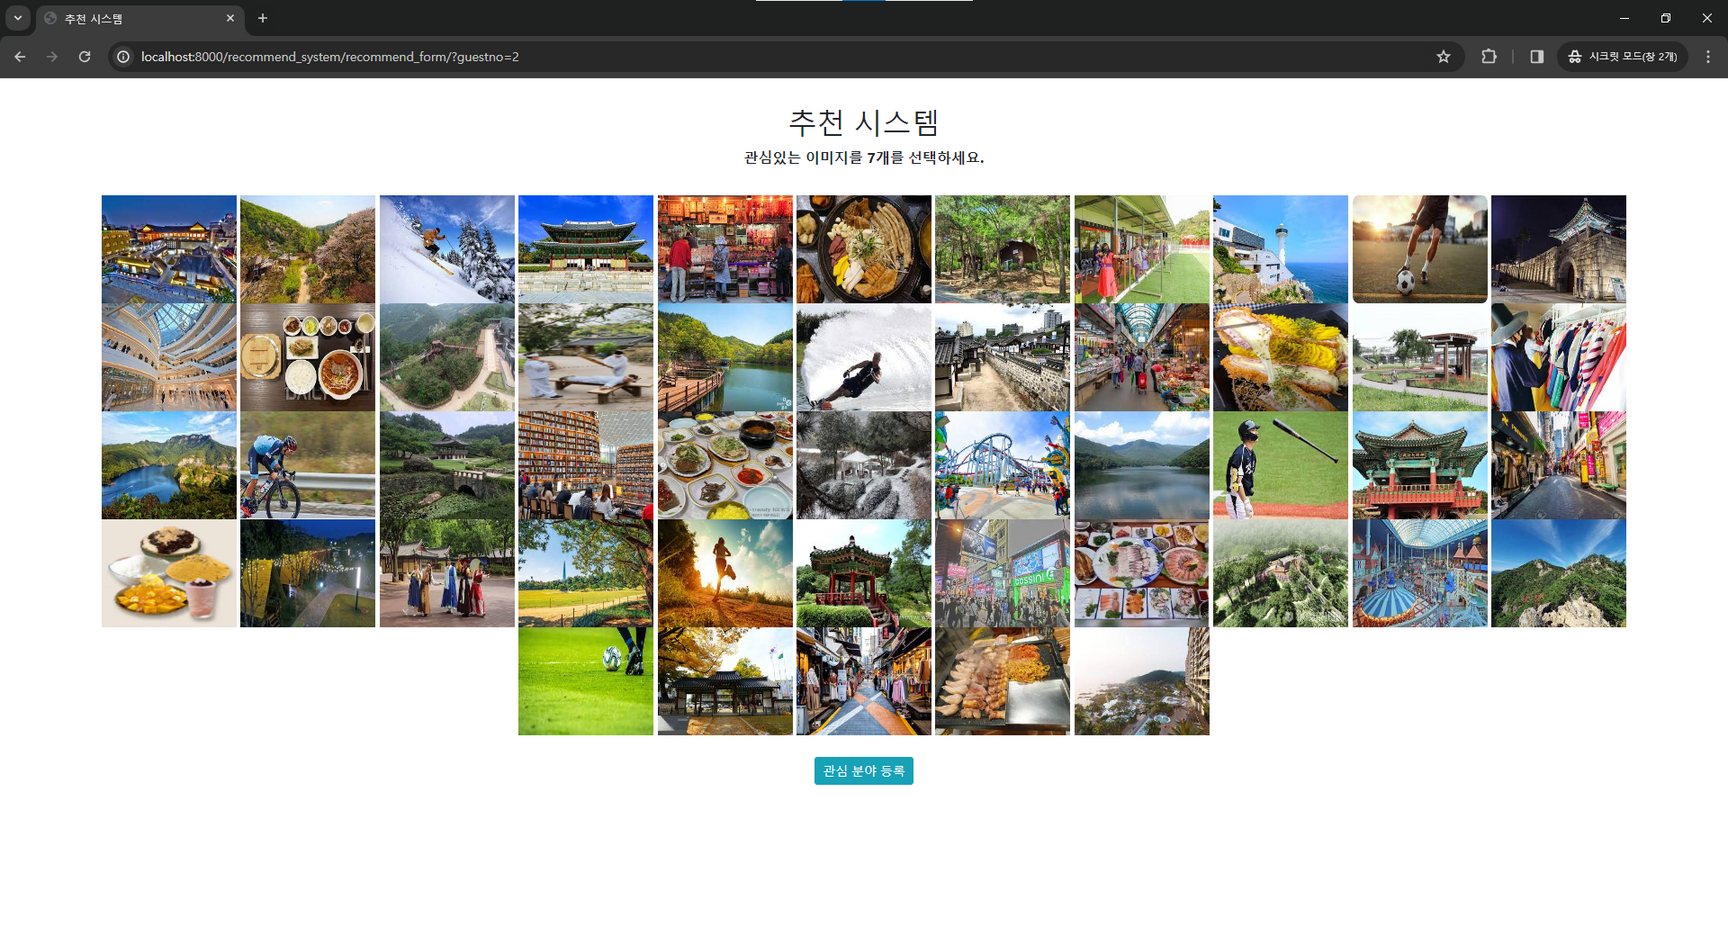 추천 시스템
localhost:8000/recommend_system/recommend_form/?guestno=2
시크릿 모드(창 2개)
추천 시스템
관심있는 이미지를 7개를 선택하세요.
관심 분야 등록